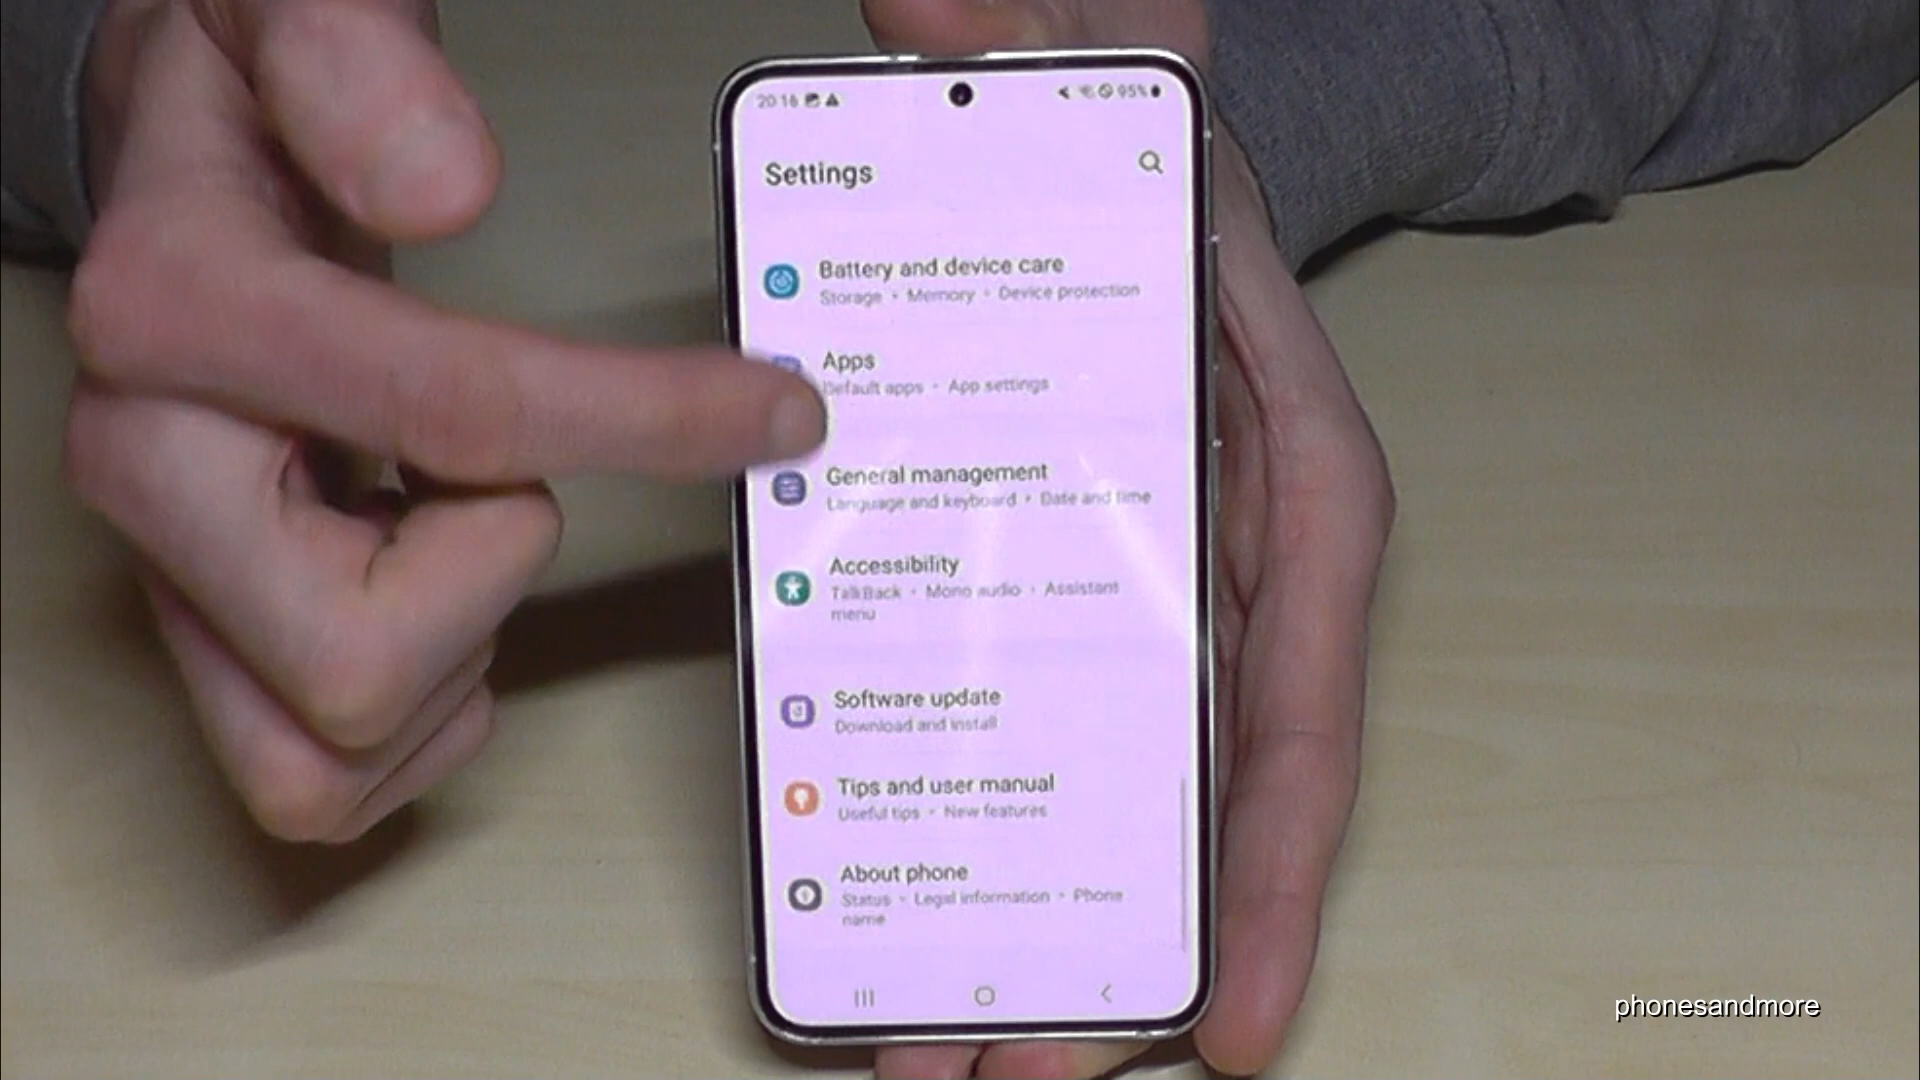 20:16
95%
Settings
Battery and device care
Storage • Memory • Device protection
Apps
Default apps • App settings
General management
Language and keyboard • Date and time
Accessibility
TalkBack • Mono audio • Assistant
menu
Software update
Download and install
Tips and user manual
Useful tips • New features
About phone
Status • Legal information • Phone
name
phonesandmore